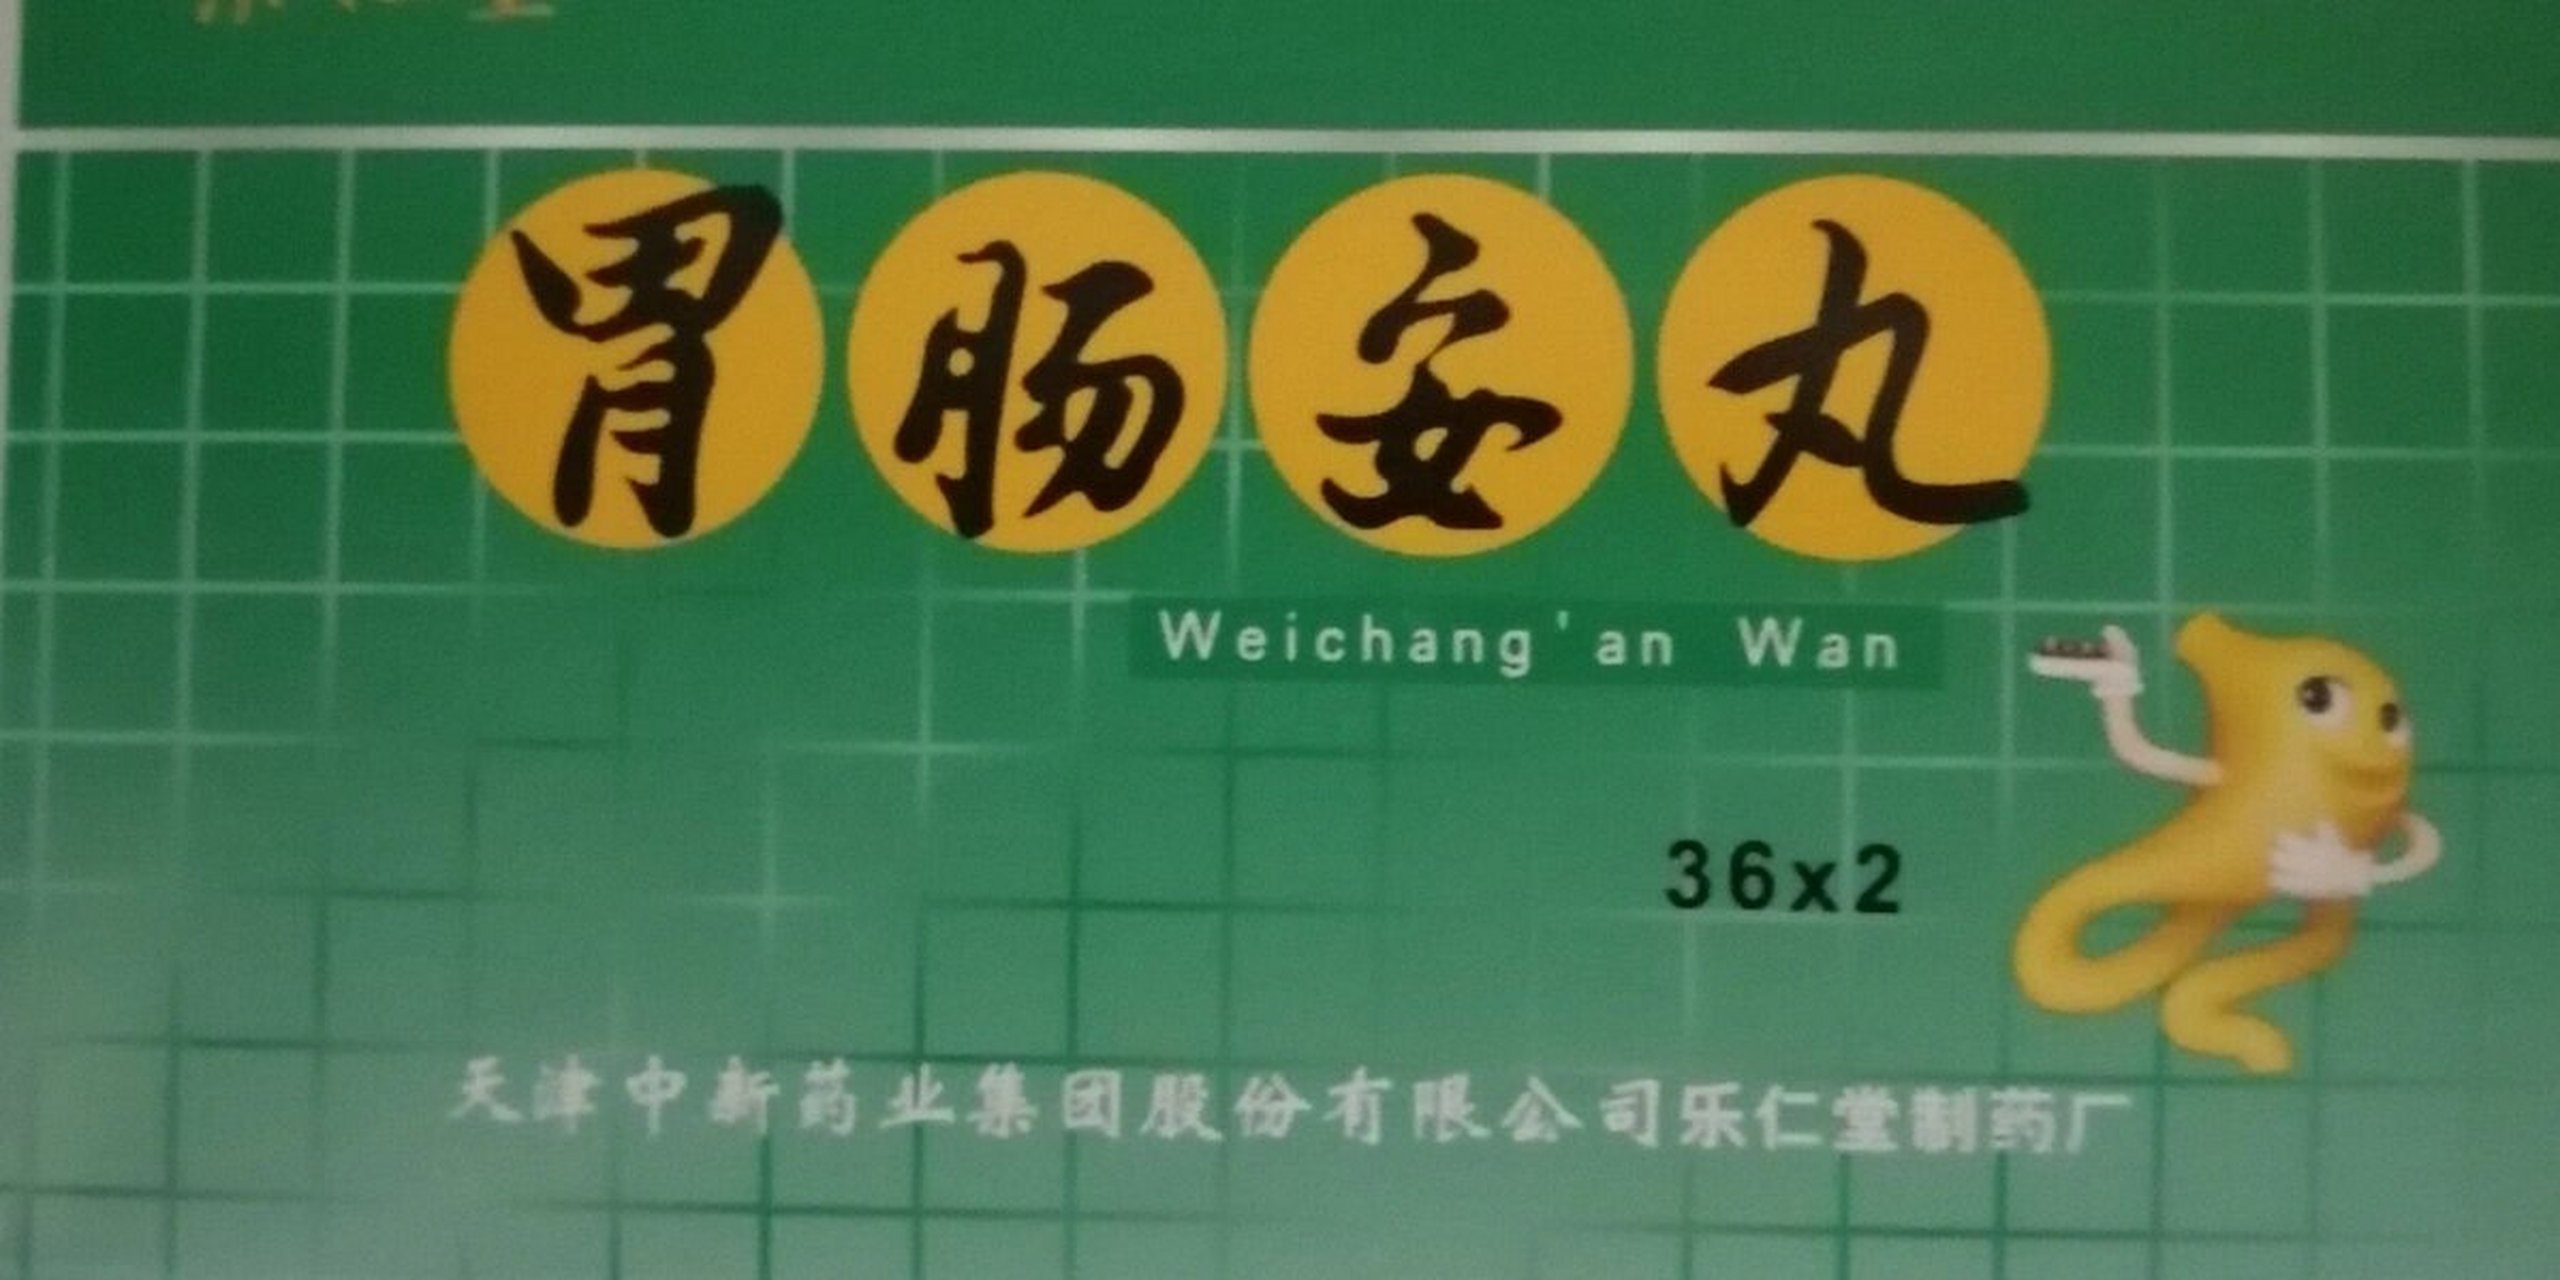 胃肠安丸
Weichang'an Wan
36x2
天津中新药业集团股份有限公司乐仁堂制药厂